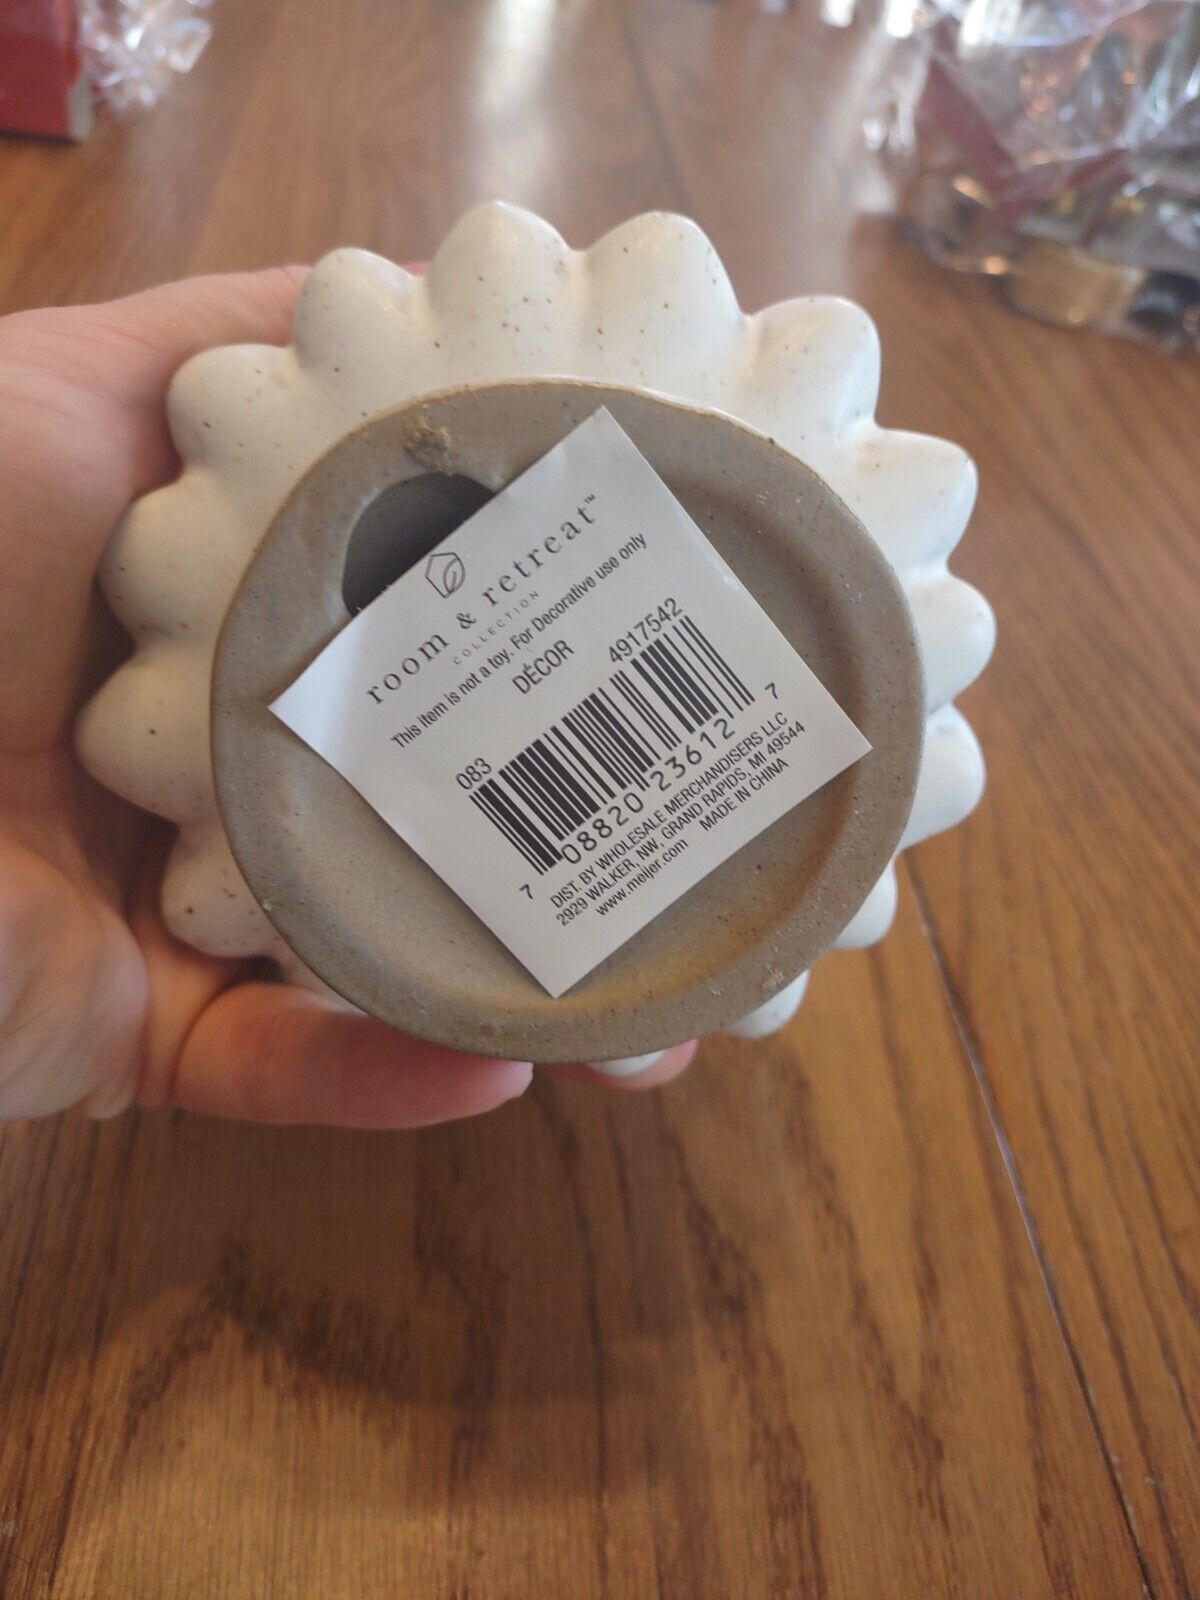 room & retreat™
COLLECTION
This item is not a toy. For Decorative use only
DÉCOR
083 4917542
7 08820 23612 7
DIST. BY WHOLESALE MERCHANDISERS LLC
2929 WALKER, NW, GRAND RAPIDS, MI 49544
www.meijer.com MADE IN CHINA